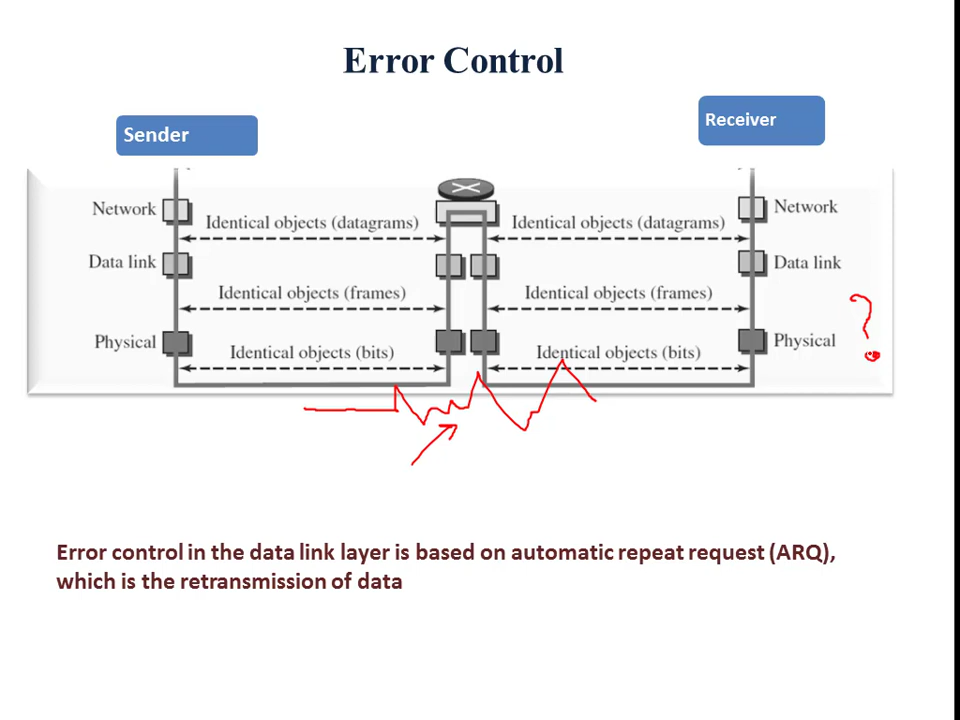 Error Control
Sender
Receiver
Network
Identical objects (datagrams)
Identical objects (datagrams)
Network
Data link
Data link
Identical objects (frames)
Identical objects (frames)
Physical
Identical objects (bits)
Identical objects (bits)
Physical
?
Error control in the data link layer is based on automatic repeat request (ARQ),
which is the retransmission of data